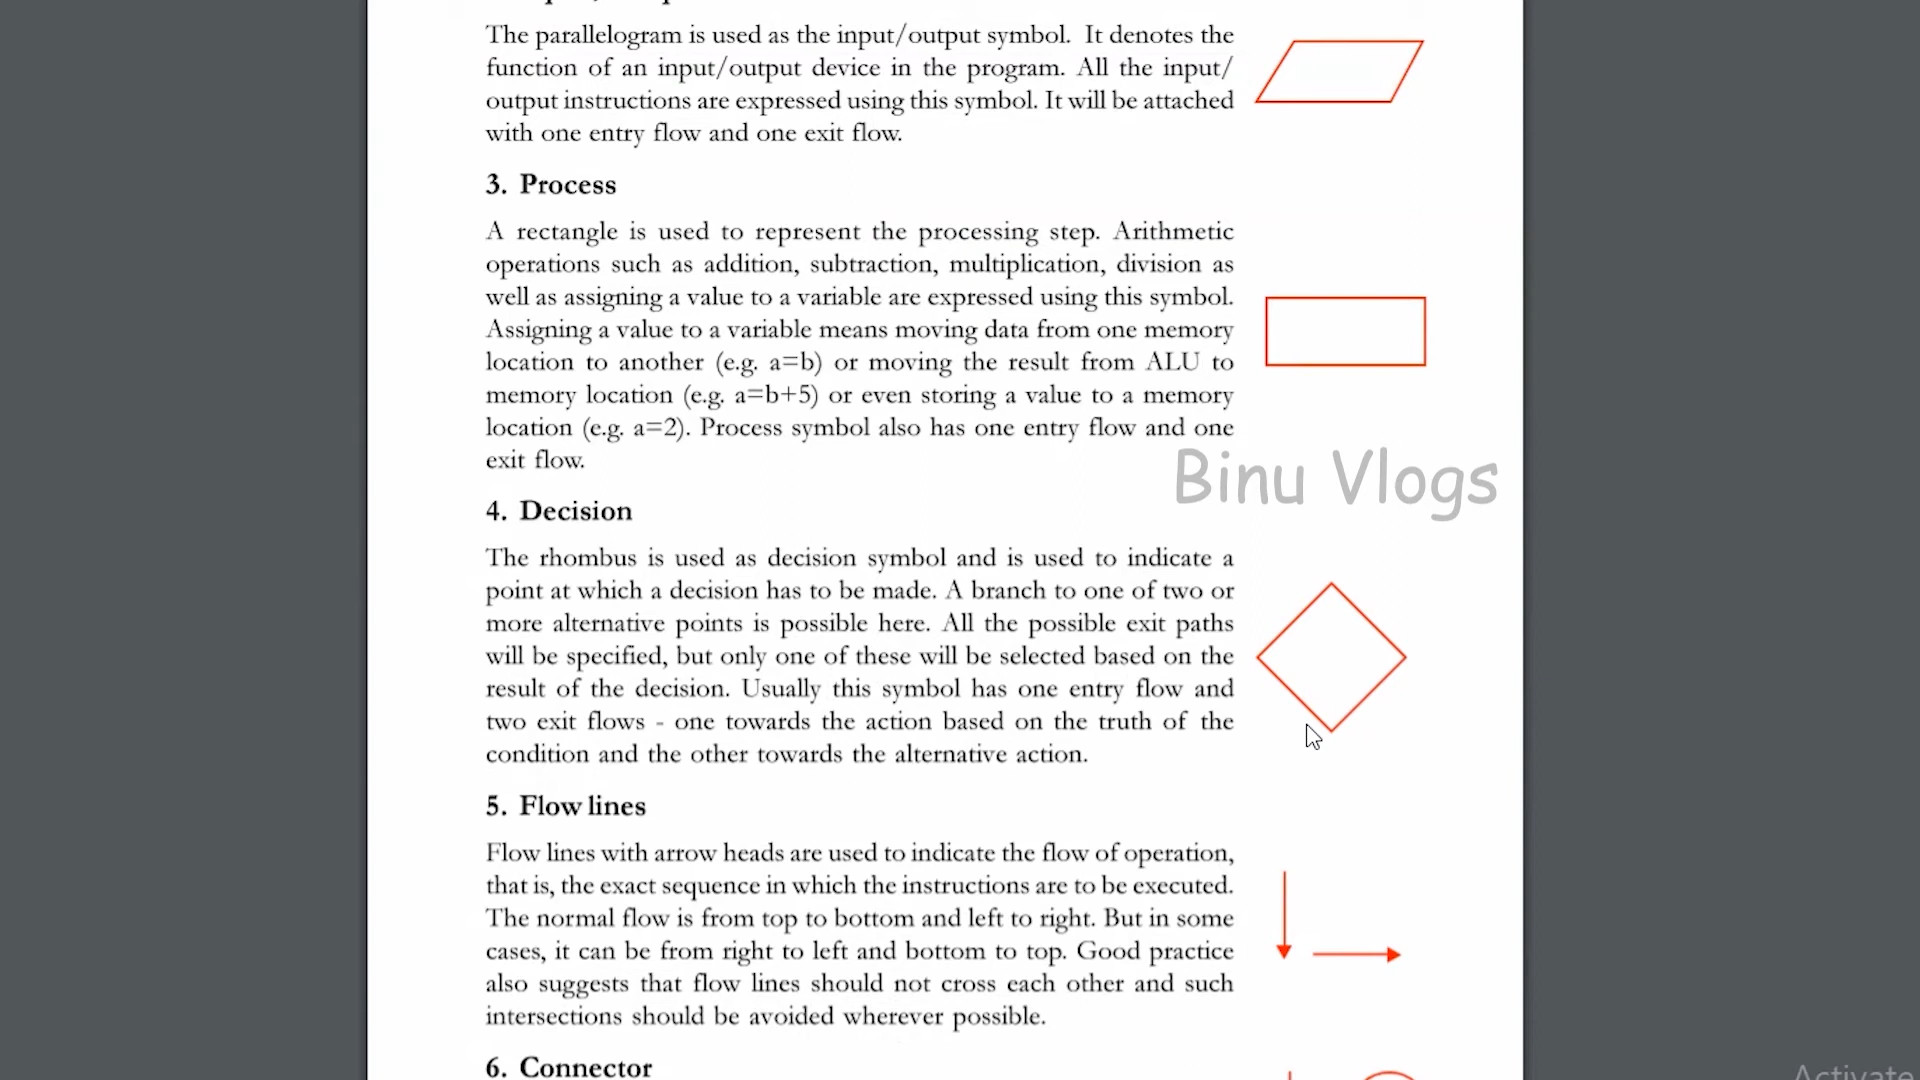 The parallelogram is used as the input/output symbol. It denotes the
function of an input/output device in the program. All the input/
output instructions are expressed using this symbol. It will be attached
with one entry flow and one exit flow.
3. Process
A rectangle is used to represent the processing step. Arithmetic
operations such as addition, subtraction, multiplication, division as
well as assigning a value to a variable are expressed using this symbol.
Assigning a value to a variable means moving data from one memory
location to another (e.g. a=b) or moving the result from ALU to
memory location (e.g. a=b+5) or even storing a value to a memory
location (e.g. a=2). Process symbol also has one entry flow and one
exit flow.
Binu Vlogs
4. Decision
The rhombus is used as decision symbol and is used to indicate a
point at which a decision has to be made. A branch to one of two or
more alternative points is possible here. All the possible exit paths
will be specified, but only one of these will be selected based on the
result of the decision. Usually this symbol has one entry flow and
two exit flows - one towards the action based on the truth of the
condition and the other towards the alternative action.
5. Flow lines
Flow lines with arrow heads are used to indicate the flow of operation,
that is, the exact sequence in which the instructions are to be executed.
The normal flow is from top to bottom and left to right. But in some
cases, it can be from right to left and bottom to top. Good practice
also suggests that flow lines should not cross each other and such
intersections should be avoided wherever possible.
6. Connector
Activate